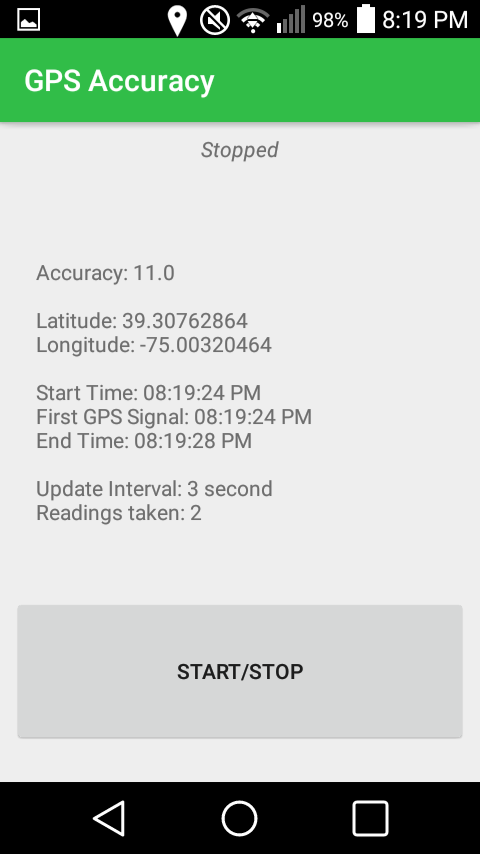 98% 8:19 PM
GPS Accuracy
Stopped
Accuracy: 11.0
Latitude: 39.30762864
Longitude: -75.00320464
Start Time: 08:19:24 PM
First GPS Signal: 08:19:24 PM
End Time: 08:19:28 PM
Update Interval: 3 second
Readings taken: 2
START/STOP